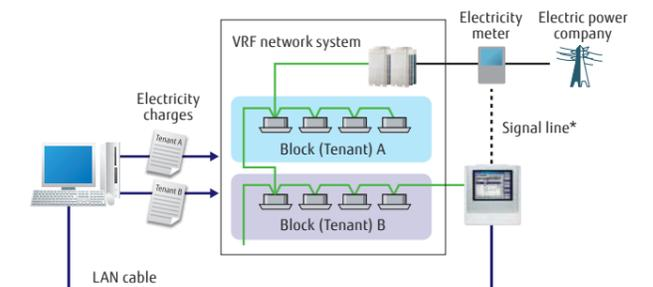 Electricity
meter
Electric power
company
VRF network system
Electricity
charges
Signal line*
Tenant A
Block (Tenant) A
Tenant B
Block (Tenant) B
LAN cable